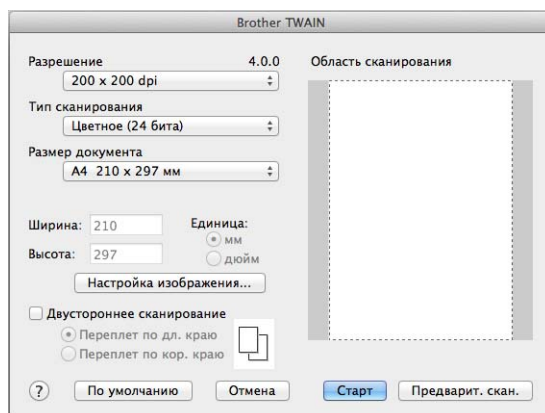 Brother TWAIN
Разрешение 4.0.0
200 x 200 dpi
Тип сканирования
Цветное (24 бита)
Размер документа
A4 210 x 297 мм
Ширина: 210
Высота: 297
Единица:
мм
дюйм
Настройка изображения...
Двустороннее сканирование
Переплет по дл. краю
Переплет по кор. краю
Область сканирования
? По умолчанию Отмена Старт Предварит. скан.